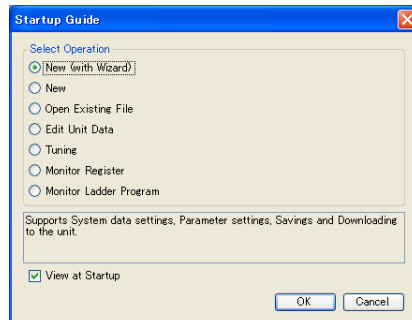 Startup Guide
Select Operation
New (with Wizard)
New
Open Existing File
Edit Unit Data
Tuning
Monitor Register
Monitor Ladder Program
Supports System data settings, Parameter settings, Savings and Downloading
to the unit.
View at Startup
OK
Cancel